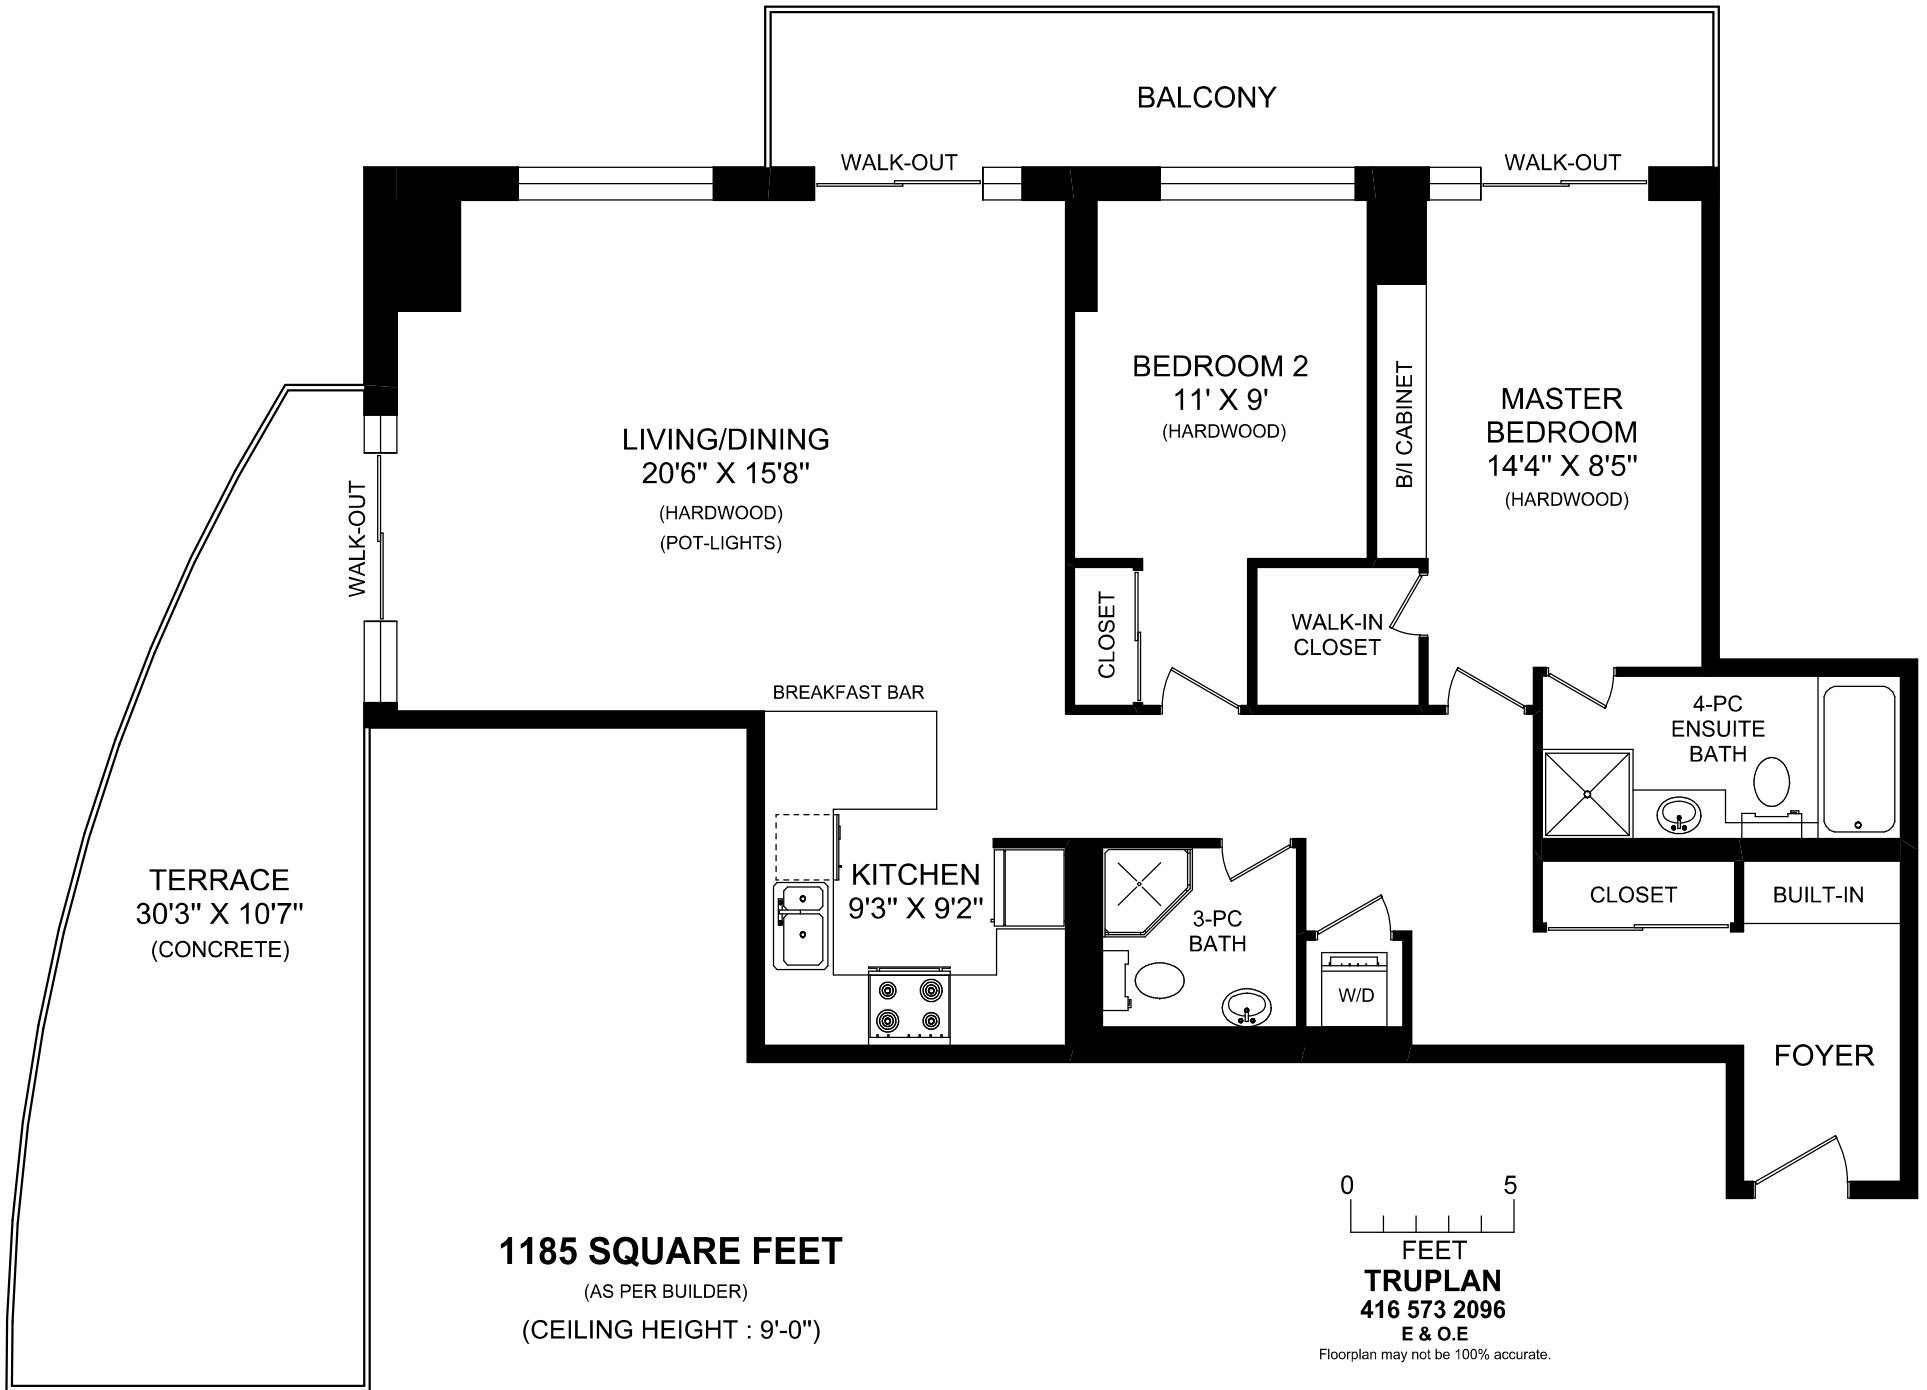 BALCONY
WALK-OUT
WALK-OUT
BEDROOM 2
11' X 9'
(HARDWOOD)
B/I CABINET
MASTER
BEDROOM
14'4" X 8'5"
(HARDWOOD)
LIVING/DINING
20'6" X 15'8"
(HARDWOOD)
(POT-LIGHTS)
WALK-OUT
CLOSET
WALK-IN
CLOSET
BREAKFAST BAR
4-PC
ENSUITE
BATH
TERRACE
30'3" X 10'7"
(CONCRETE)
KITCHEN
9'3" X 9'2"
3-PC
BATH
CLOSET
BUILT-IN
W/D
FOYER
1185 SQUARE FEET
(AS PER BUILDER)
(CEILING HEIGHT : 9'-0")
0 5
FEET
TRUPLAN
416 573 2096
E & O.E
Floorplan may not be 100% accurate.